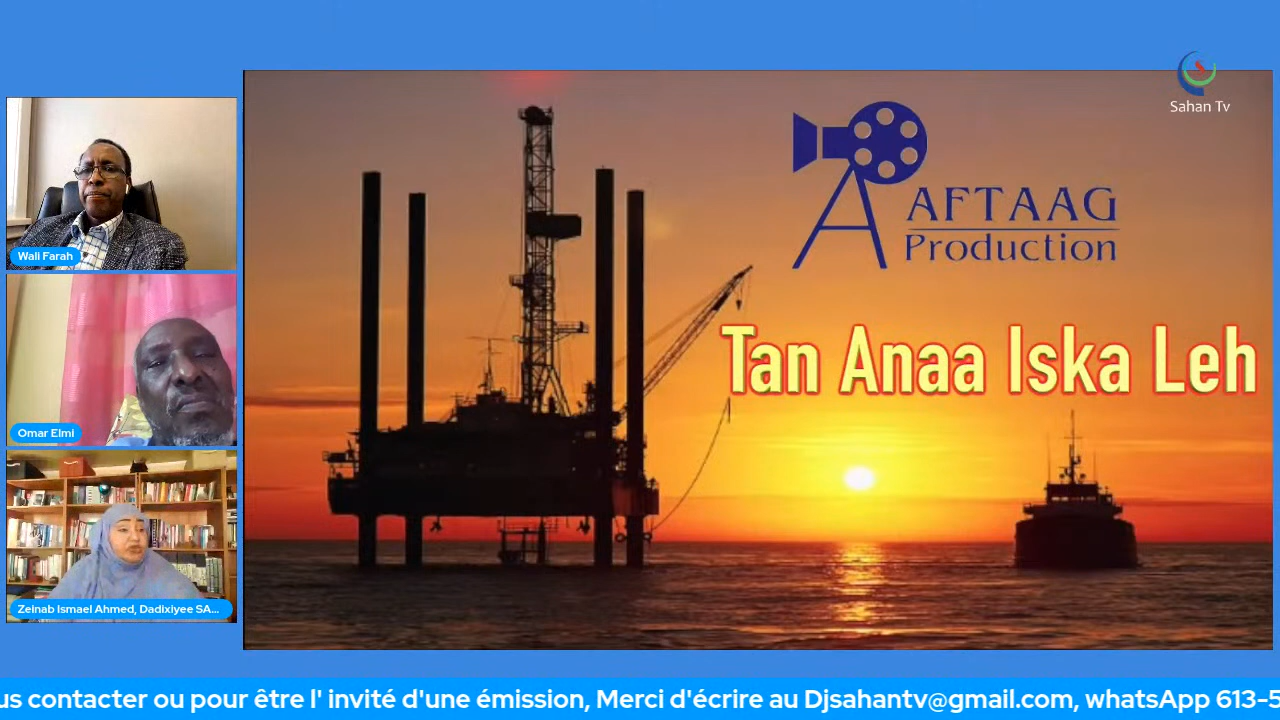 Sahan Tv
AFTAAG
Production
Tan Anaa Iska Leh
Wali Farah
Omar Elmi
Zeinab Ismael Ahmed, Dadixiyee SA...
us contacter ou pour être l' invité d'une émission, Merci d'écrire au Djsahantv@gmail.com, whatsApp 613-5